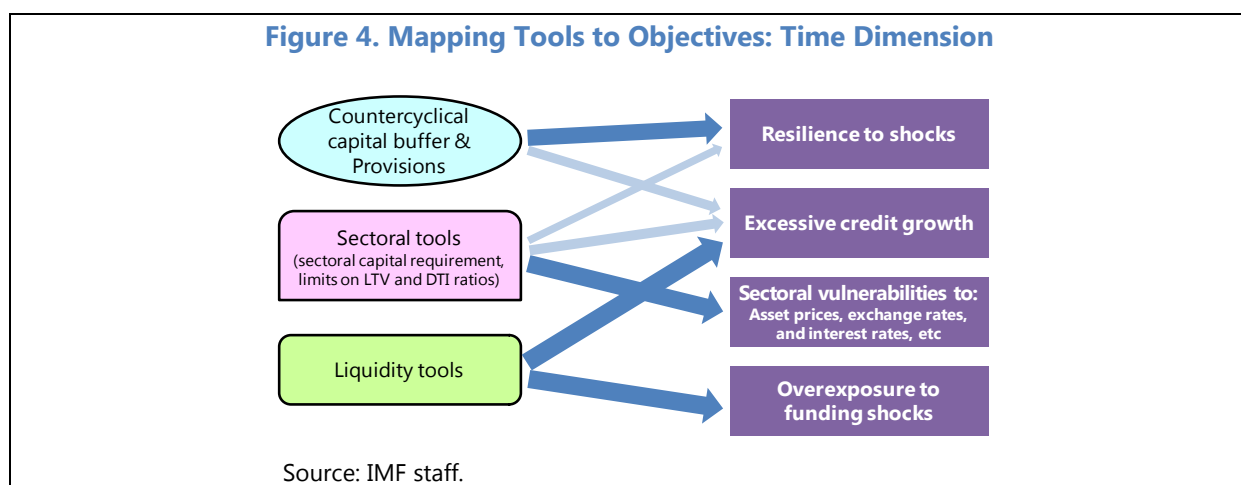 Figure 4. Mapping Tools to Objectives: Time Dimension
Countercyclical
capital buffer &
Provisions
Sectoral tools
(sectoral capital requirement,
limits on LTV and DTI ratios)
Liquidity tools
Resilience to shocks
Excessive credit growth
Sectoral vulnerabilities to:
Asset prices, exchange rates,
and interest rates, etc
Overexposure to
funding shocks
Source: IMF staff.